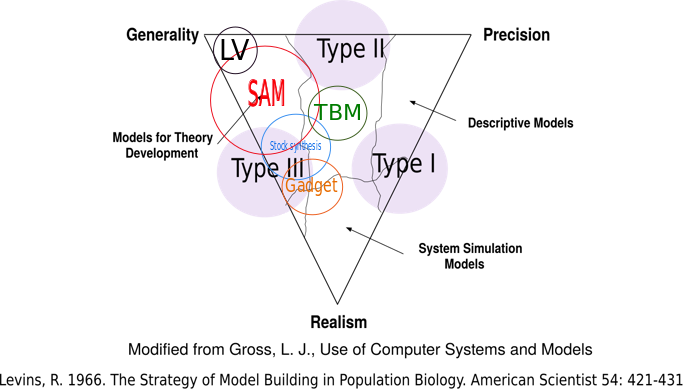 Generality
Precision
LV
Type II
SAM
TBM
Descriptive Models
Models for Theory
Development
Stock synthesis
Type III
Type I
Gadget
System Simulation
Models
Realism
Modified from Gross, L. J., Use of Computer Systems and Models
Levins, R. 1966. The Strategy of Model Building in Population Biology. American Scientist 54: 421-431